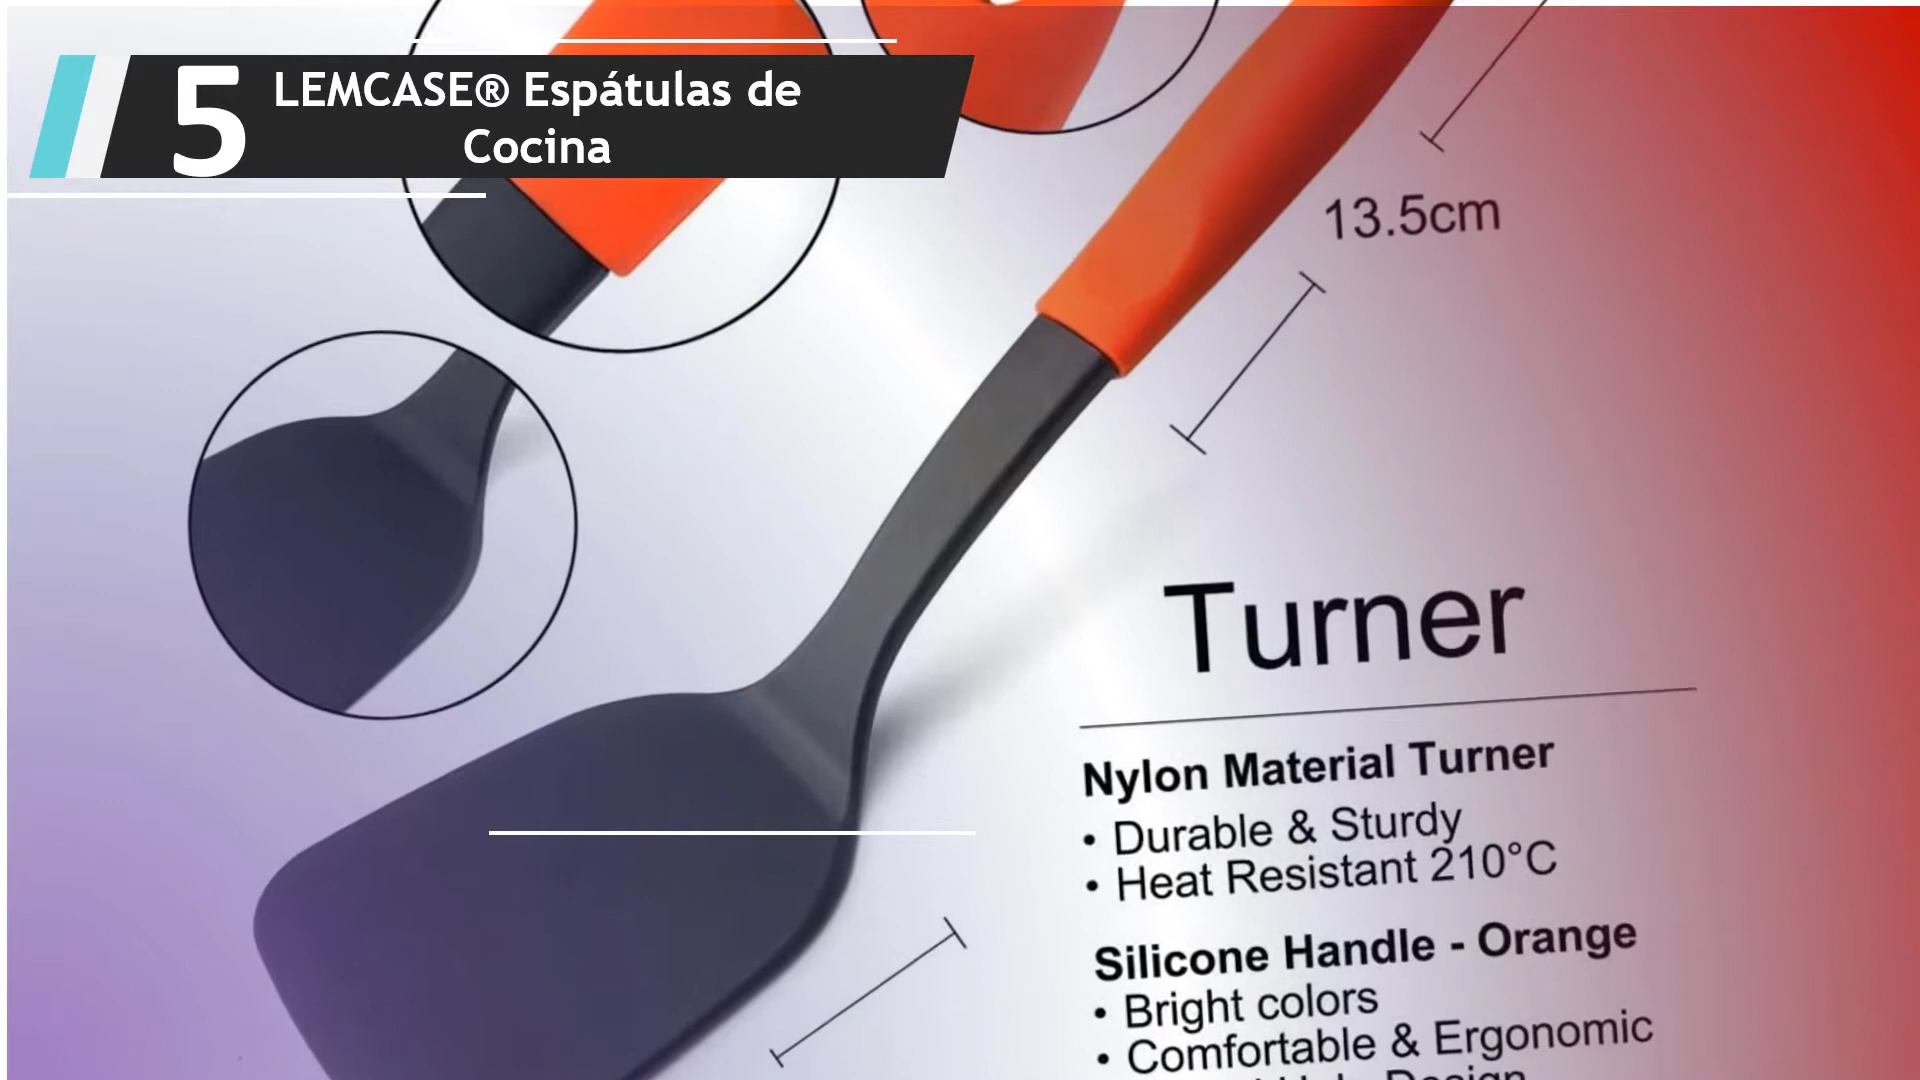 5
LEMCASE® Espátulas de
Cocina
13.5cm
Turner
Nylon Material Turner
• Durable & Sturdy
• Heat Resistant 210°C
Silicone Handle - Orange
• Bright colors
• Comfortable & Ergonomic
Design